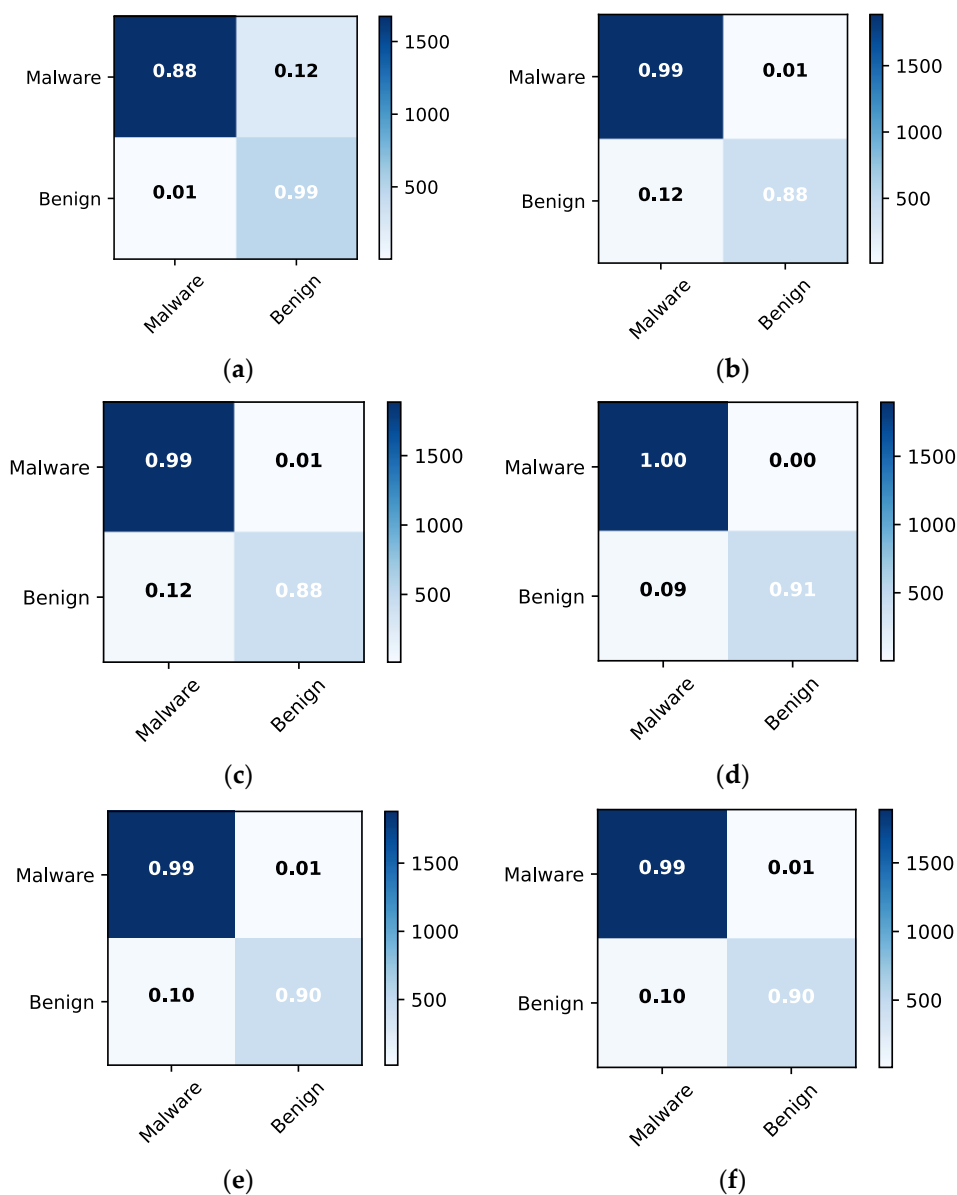 Malware 0.88 0.12
Benign 0.01 0.99
Malware Benign
1500
1000
500
(a)
Malware 0.99 0.01
Benign 0.12 0.88
Malware Benign
1500
1000
500
(b)
Malware 0.99 0.01
Benign 0.12 0.88
Malware Benign
1500
1000
500
(c)
Malware 1.00 0.00
Benign 0.09 0.91
Malware Benign
1500
1000
500
(d)
Malware 0.99 0.01
Benign 0.10 0.90
Malware Benign
1500
1000
500
(e)
Malware 0.99 0.01
Benign 0.10 0.90
Malware Benign
1500
1000
500
(f)